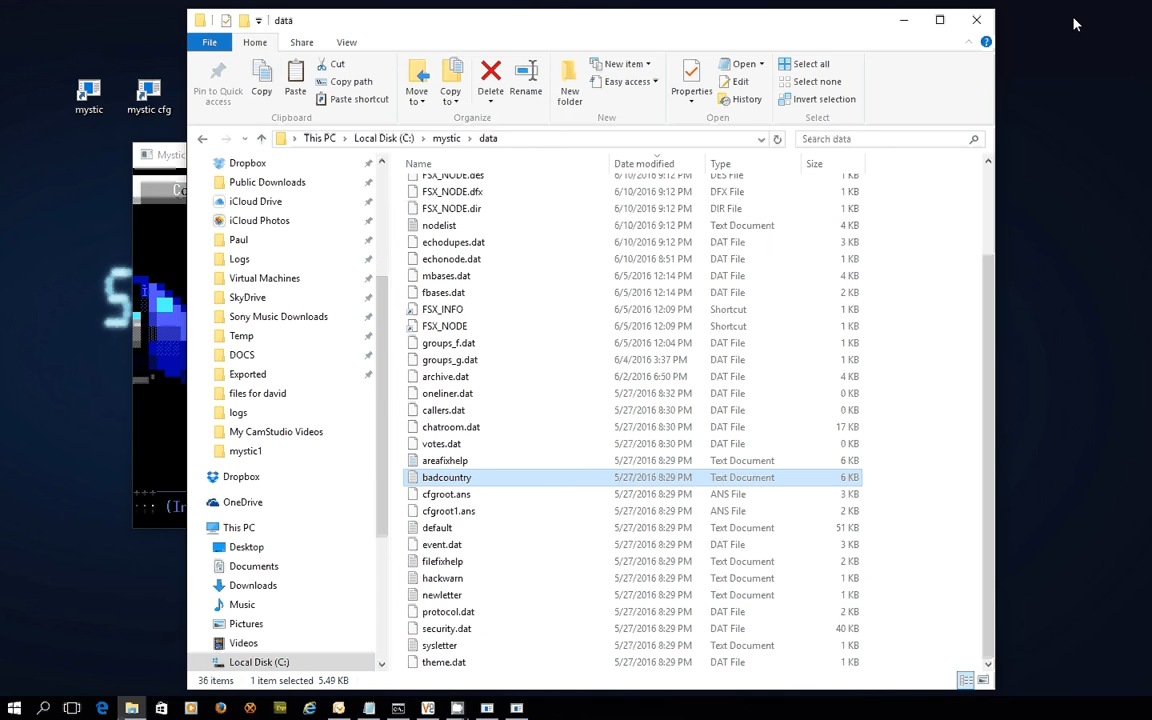 data
File
Home
Share
View
Pin to Quick access
Copy
Paste
Cut
Copy path
Paste shortcut
Clipboard
Move to
Copy to
Delete
Rename
Organize
New folder
New item
Easy access
New
Properties
Open
Edit
History
Open
Select all
Select none
Invert selection
Select
This PC > Local Disk (C:) > mystic > data
Search data
mystic
mystic cfg
Mystic
Co
S
(In
Dropbox
Public Downloads
iCloud Drive
iCloud Photos
Paul
Logs
Virtual Machines
SkyDrive
Sony Music Downloads
Temp
DOCS
Exported
files for david
logs
My CamStudio Videos
mystic1
Dropbox
OneDrive
This PC
Desktop
Documents
Downloads
Music
Pictures
Videos
Local Disk (C:)
Name Date modified Type Size
FSX_NODE.des 6/10/2016 9:12 PM DES File 1 KB
FSX_NODE.dfx 6/10/2016 9:12 PM DFX File 1 KB
FSX_NODE.dir 6/10/2016 9:12 PM DIR File 1 KB
nodelist 6/10/2016 9:12 PM Text Document 4 KB
echodupes.dat 6/10/2016 9:12 PM DAT File 3 KB
echonode.dat 6/10/2016 8:51 PM DAT File 1 KB
mbases.dat 6/5/2016 12:14 PM DAT File 4 KB
fbases.dat 6/5/2016 12:14 PM DAT File 2 KB
FSX_INFO 6/5/2016 12:09 PM Shortcut 1 KB
FSX_NODE 6/5/2016 12:09 PM Shortcut 1 KB
groups_f.dat 6/5/2016 12:04 PM DAT File 1 KB
groups_g.dat 6/4/2016 3:37 PM DAT File 1 KB
archive.dat 6/2/2016 6:50 PM DAT File 4 KB
oneliner.dat 5/27/2016 8:32 PM DAT File 0 KB
callers.dat 5/27/2016 8:30 PM DAT File 0 KB
chatroom.dat 5/27/2016 8:30 PM DAT File 17 KB
votes.dat 5/27/2016 8:30 PM DAT File 0 KB
areafixhelp 5/27/2016 8:29 PM Text Document 6 KB
badcountry 5/27/2016 8:29 PM Text Document 6 KB
cfgroot.ans 5/27/2016 8:29 PM ANS File 3 KB
cfgroot1.ans 5/27/2016 8:29 PM ANS File 2 KB
default 5/27/2016 8:29 PM Text Document 51 KB
event.dat 5/27/2016 8:29 PM DAT File 3 KB
filefixhelp 5/27/2016 8:29 PM Text Document 2 KB
hackwarn 5/27/2016 8:29 PM Text Document 1 KB
newletter 5/27/2016 8:29 PM Text Document 1 KB
protocol.dat 5/27/2016 8:29 PM DAT File 2 KB
security.dat 5/27/2016 8:29 PM DAT File 40 KB
sysletter 5/27/2016 8:29 PM Text Document 1 KB
theme.dat 5/27/2016 8:29 PM DAT File 1 KB
36 items 1 item selected 5.49 KB